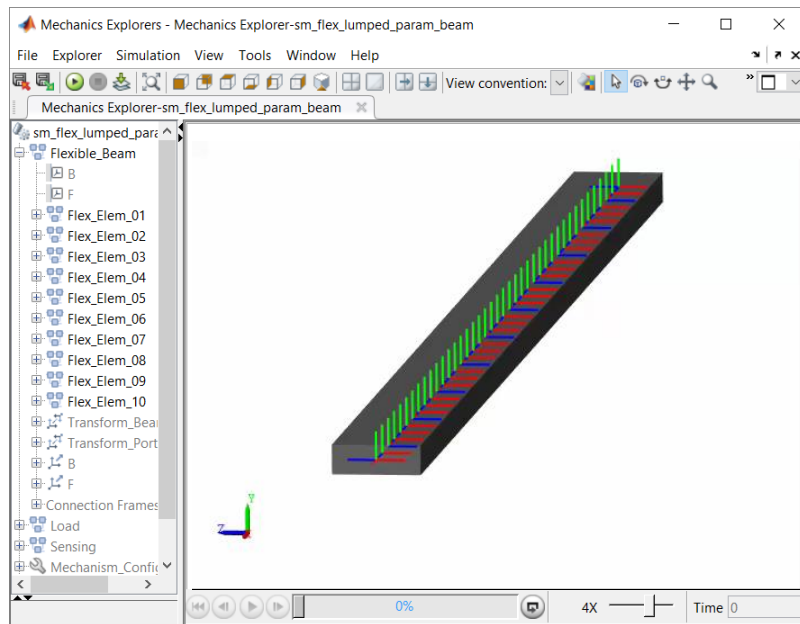 Mechanics Explorers - Mechanics Explorer-sm_flex_lumped_param_beam
File Explorer Simulation View Tools Window Help
View convention:
Mechanics Explorer-sm_flex_lumped_param_beam
sm_flex_lumped_para
Flexible_Beam
B
F
Flex_Elem_01
Flex_Elem_02
Flex_Elem_03
Flex_Elem_04
Flex_Elem_05
Flex_Elem_06
Flex_Elem_07
Flex_Elem_08
Flex_Elem_09
Flex_Elem_10
Transform_Bear
Transform_Port
B
F
Connection Frames
Load
Sensing
Mechanism_Config
Y
Z
0%
4X
Time 0